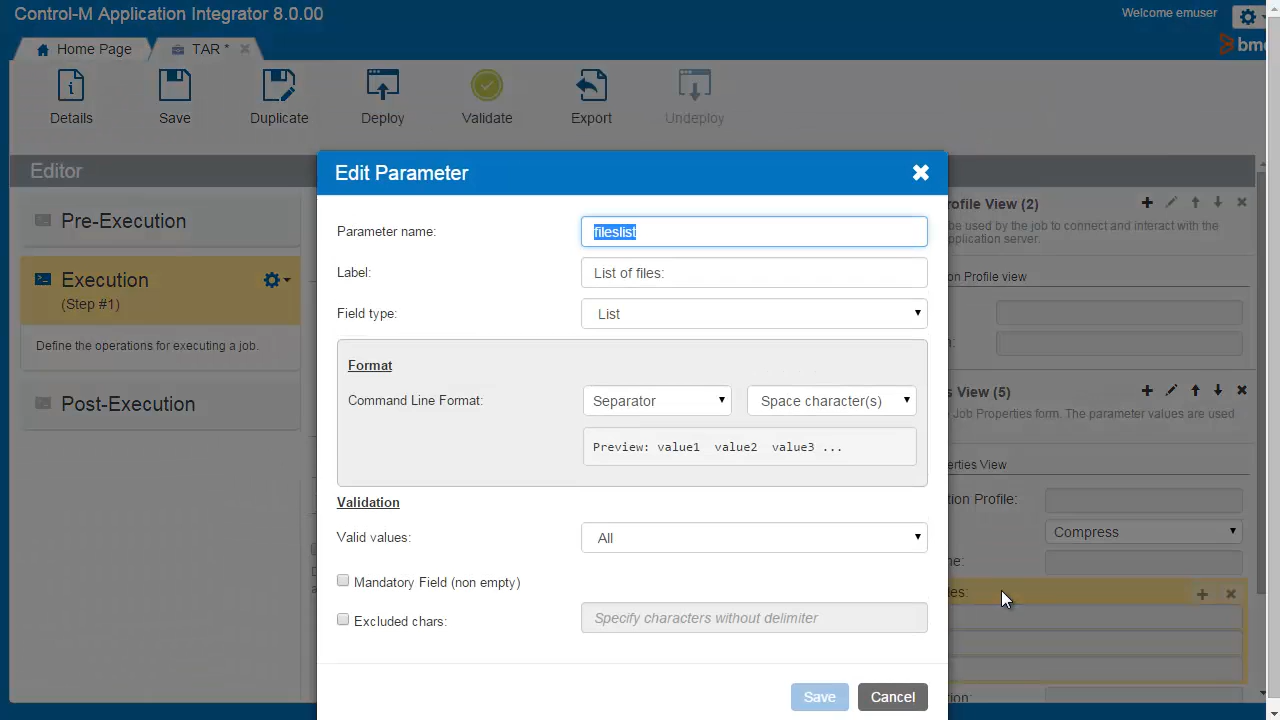 Control-M Application Integrator 8.0.00
Welcome emuser
Home Page
TAR *
bmc
Details
Save
Duplicate
Deploy
Validate
Export
Undeploy
Editor
Pre-Execution
Execution
(Step #1)
Define the operations for executing a job.
Post-Execution
Edit Parameter
Parameter name:
fileslist
Label:
List of files:
Field type:
List
Format
Command Line Format:
Separator
Space character(s)
Preview: value1 value2 value3 ...
Validation
Valid values:
All
Mandatory Field (non empty)
Excluded chars:
Specify characters without delimiter
Save
Cancel
rofile View (2)
be used by the job to connect and interact with the
pplication server.
on Profile view
n:
s View (5)
Job Properties form. The parameter values are used
erties View
tion Profile:
Compress
ne:
les:
tion: